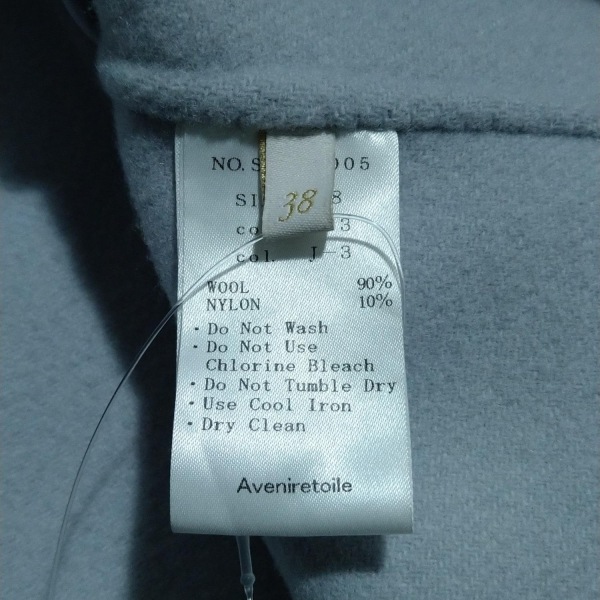 NO.S 005
38
SI 8
co 3
col. J-3
WOOL 90%
NYLON 10%
・Do Not Wash
・Do Not Use
Chlorine Bleach
・Do Not Tumble Dry
・Use Cool Iron
・Dry Clean
Aveniretoile